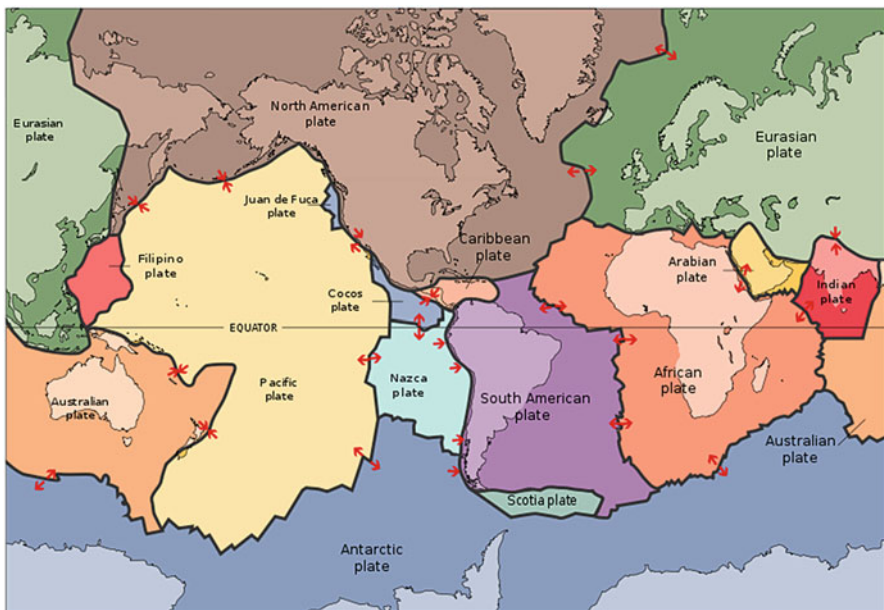 North American
plate
Eurasian
plate
Eurasian
plate
Juan de Fuca
plate
Filipino
plate
Caribbean
plate
Arabian
plate
Indian
plate
Cocos
plate
EQUATOR
Pacific
plate
Nazca
plate
African
plate
Australian
plate
South American
plate
Australian
plate
Scotia plate
Antarctic
plate